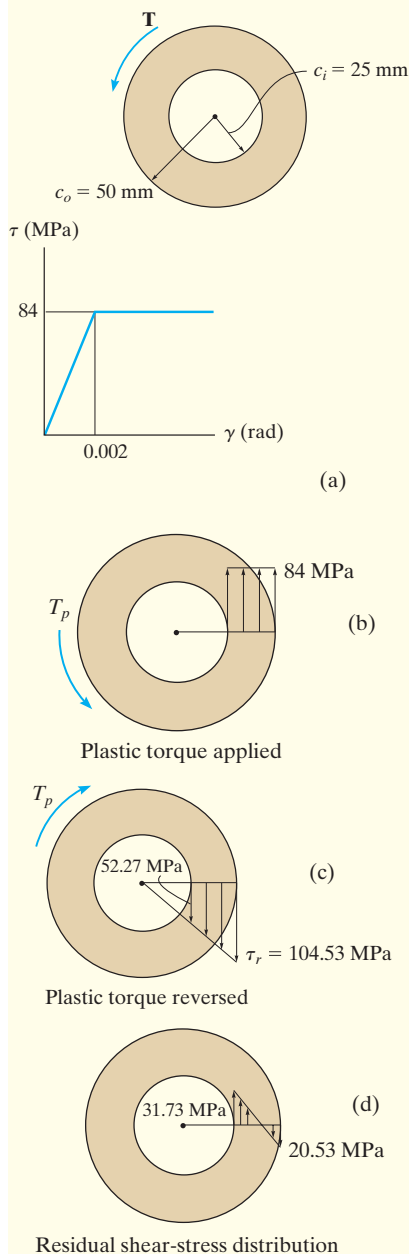 T
c_i = 25 mm
c_o = 50 mm
τ (MPa)
84
γ (rad)
0.002
(a)
84 MPa
T_p
(b)
Plastic torque applied
T_p
52.27 MPa
(c)
τ_r = 104.53 MPa
Plastic torque reversed
(d)
31.73 MPa
20.53 MPa
Residual shear-stress distribution